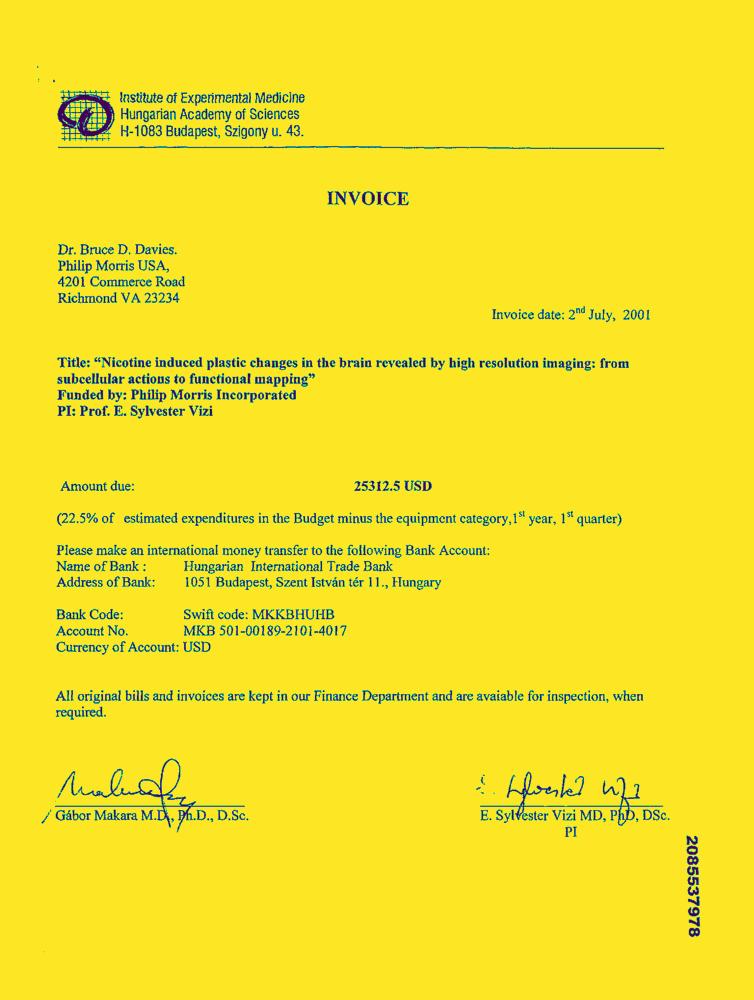 Institute of Experimental Medicine
Hungarian Academy of Sciences
H-1083 Budapest, Szigony u. 43.
INVOICE
Dr. Bruce D. Davies.
Philip Morris USA,
4201 Commerce Road
Richmond VA 23234
Invoice date: 2nd July, 2001
Title: “Nicotine induced plastic changes in the brain revealed by high resolution imaging: from
subcellular actions to functional mapping”
Funded by: Philip Morris Incorporated
PI: Prof. E. Sylvester Vizi
Amount due: 25312.5 USD
(22.5% of estimated expenditures in the Budget minus the equipment category,1st year, 1st quarter)
Please make an international money transfer to the following Bank Account:
Name of Bank : Hungarian International Trade Bank
Address of Bank: 1051 Budapest, Szent István tér 11., Hungary
Bank Code: Swift code: MKKBHUHB
Account No. MKB 501-00189-2101-4017
Currency of Account: USD
All original bills and invoices are kept in our Finance Department and are avaiable for inspection, when
required.
Gábor Makara M.D., Ph.D., D.Sc.
E. Sylvester Vizi MD, PhD, DSc.
PI
2085537978